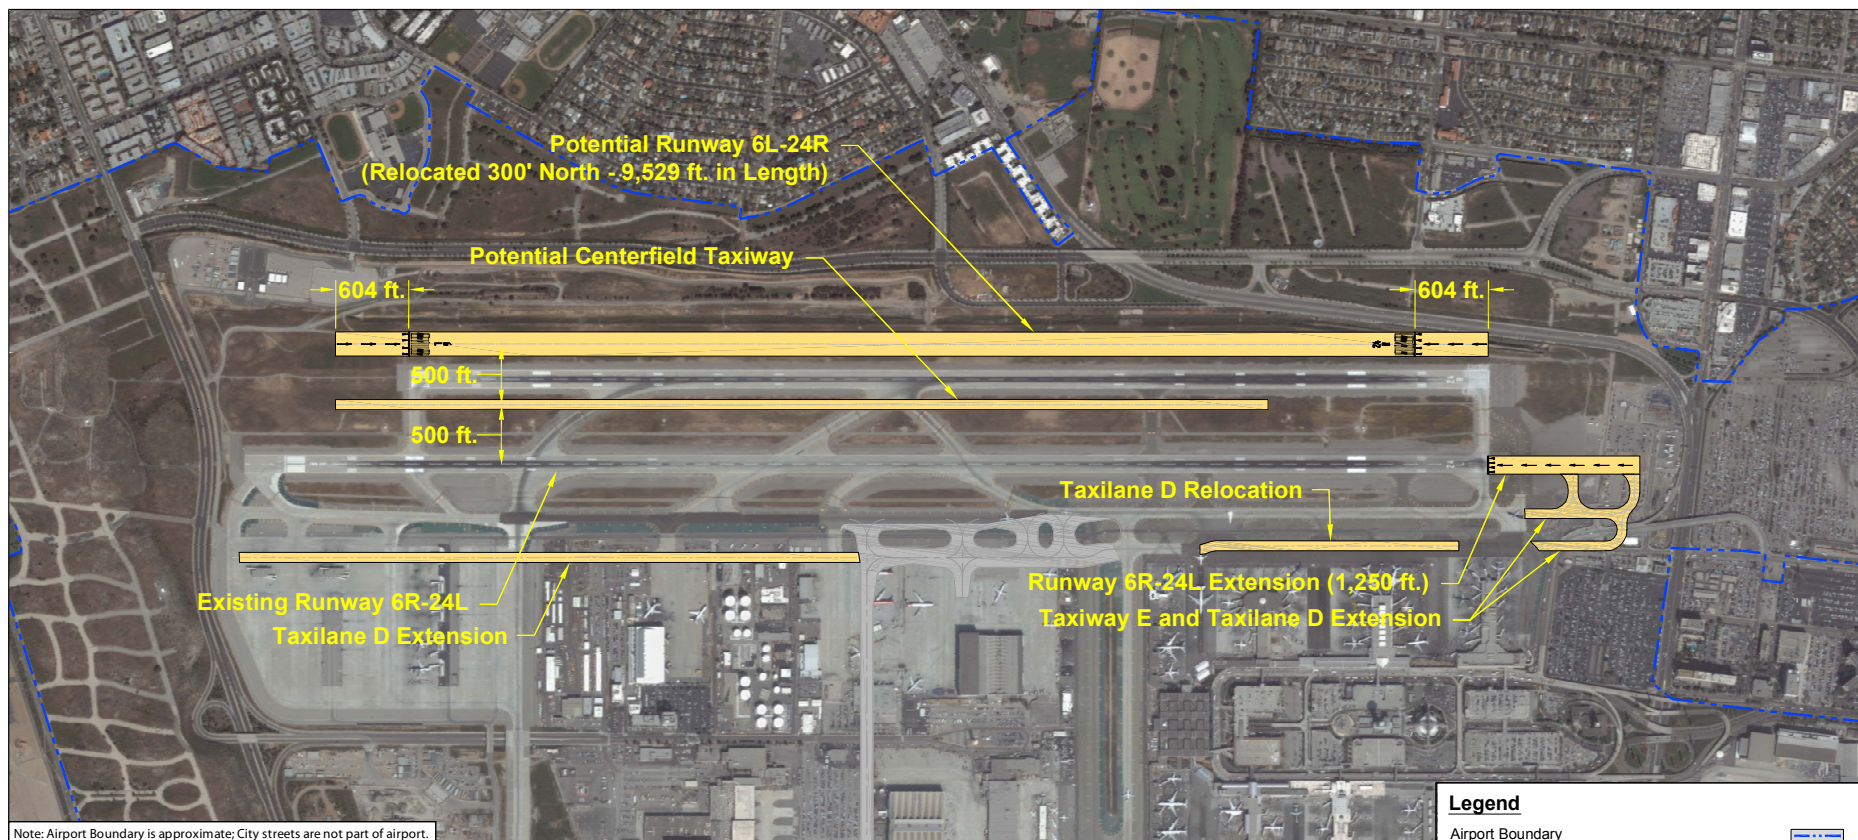 Potential Runway 6L-24R
(Relocated 300' North - 9,529 ft. in Length)
Potential Centerfield Taxiway
604 ft.
604 ft.
500 ft.
500 ft.
Taxilane D Relocation
Runway 6R-24L Extension (1,250 ft.)
Existing Runway 6R-24L
Taxiway E and Taxilane D Extension
Taxilane D Extension
Legend
Airport Boundary
Note: Airport Boundary is approximate; City streets are not part of airport.